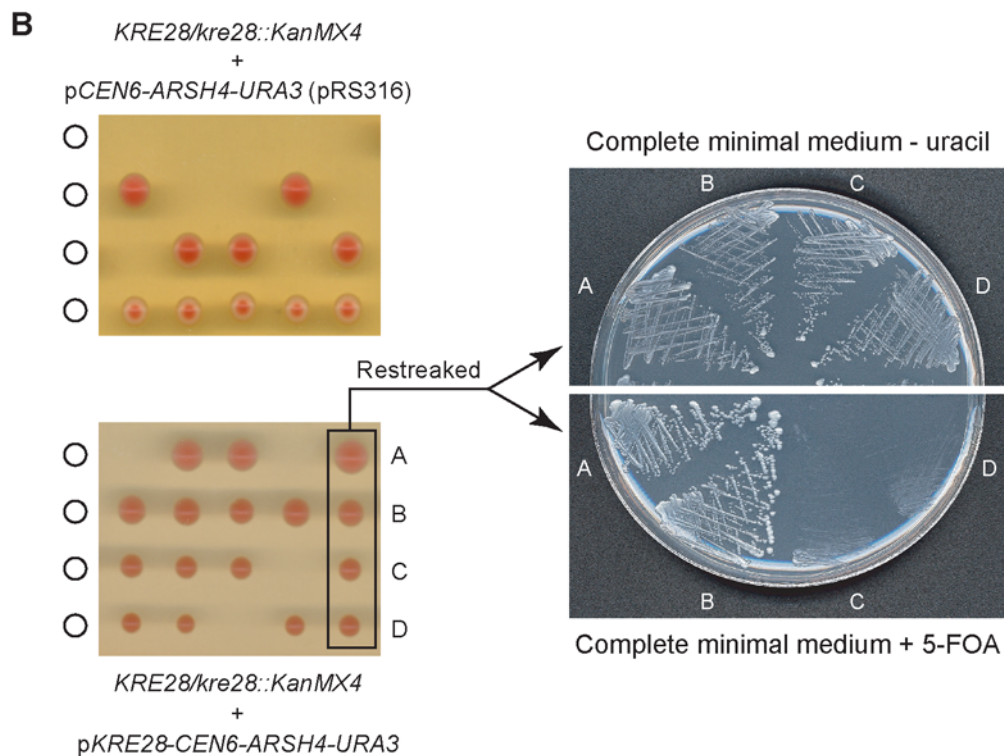 B
KRE28/kre28::KanMX4
+
pCEN6-ARSH4-URA3 (pRS316)
Complete minimal medium - uracil
B
C
A
D
Restreaked
A
B
C
D
A
D
B
C
Complete minimal medium + 5-FOA
KRE28/kre28::KanMX4
+
pKRE28-CEN6-ARSH4-URA3